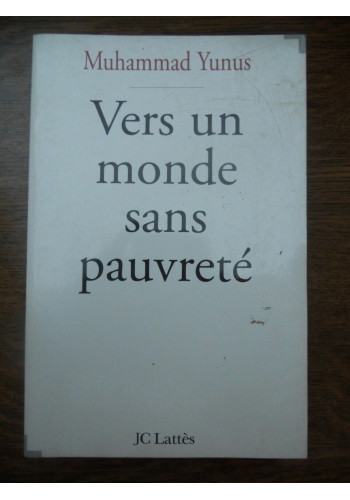 Muhammad Yunus
Vers un
monde
sans
pauvreté
JC Lattès